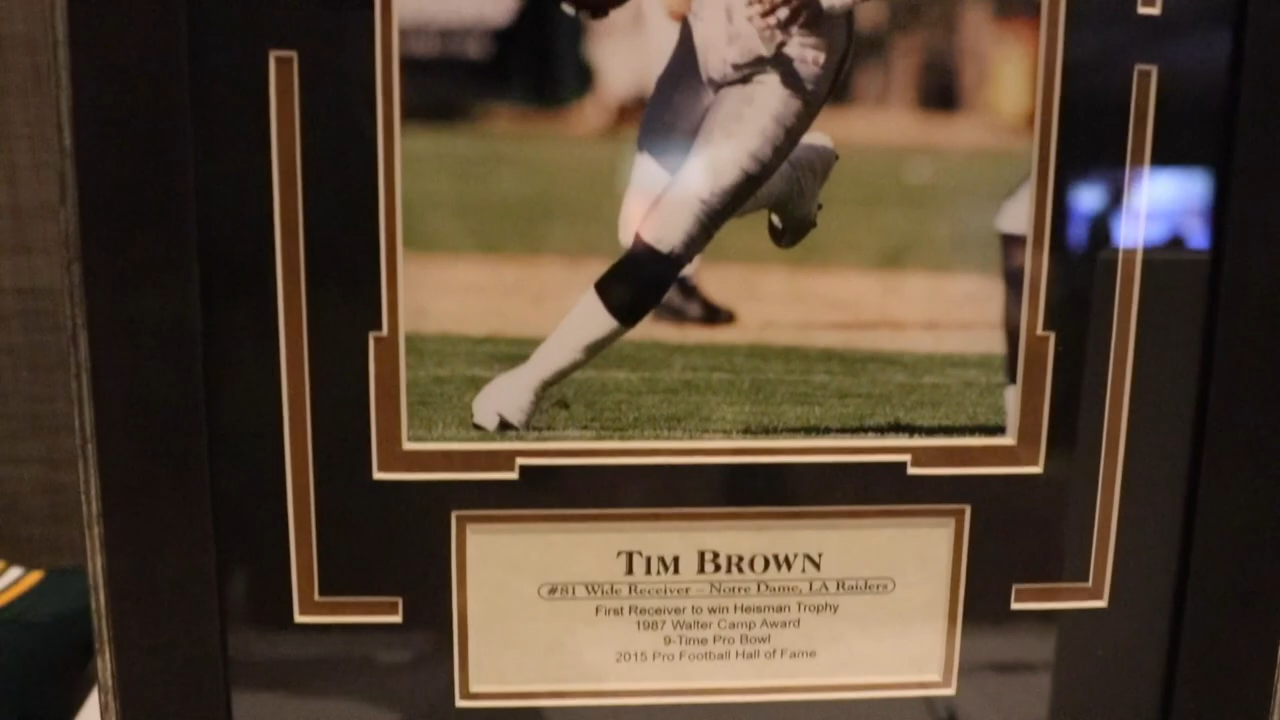 TIM BROWN
#81 Wide Receiver – Notre Dame, LA Raiders
First Receiver to win Heisman Trophy
1987 Walter Camp Award
9-Time Pro Bowl
2015 Pro Football Hall of Fame